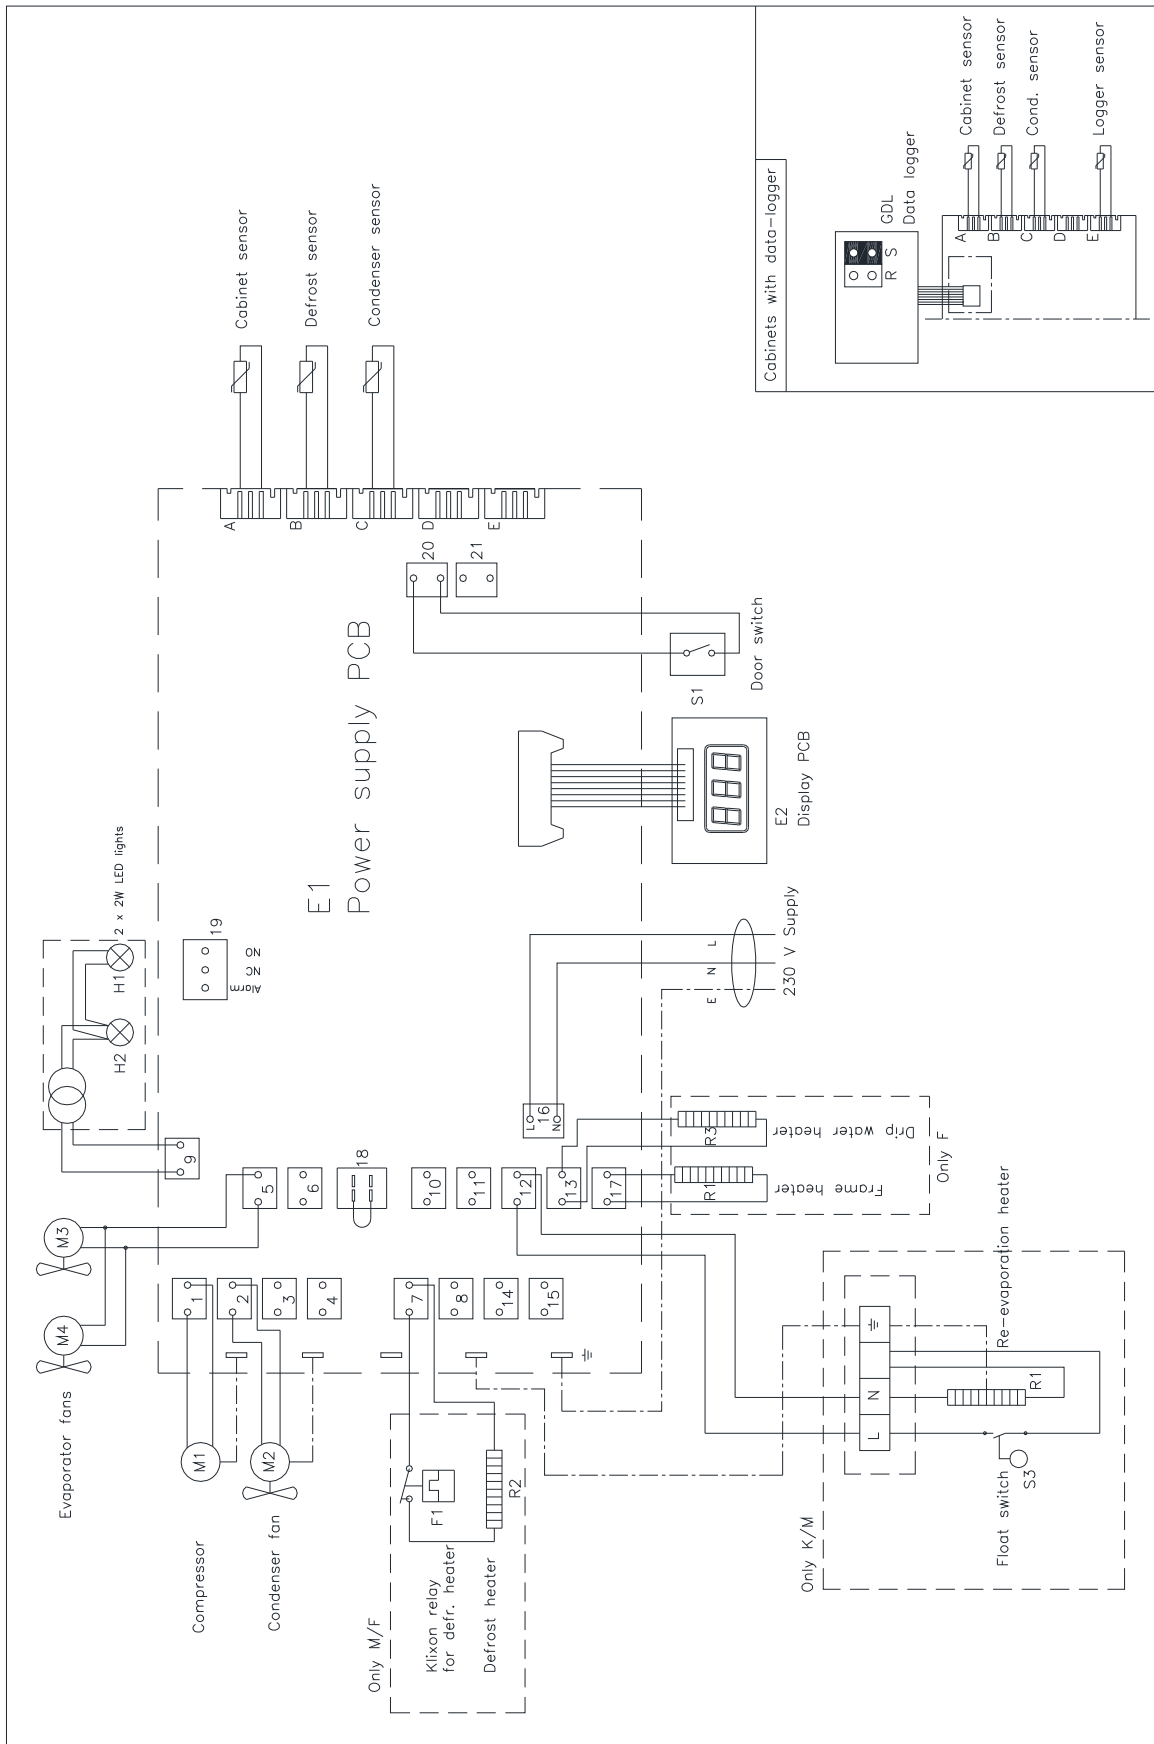 Evaporator fans
M4
M3
2 x 2W LED lights
H2
H1
Compressor
M1
Condenser fan
M2
1
2
3
4
5
6
9
18
Alarm
NC
NO
19
E1
Power supply PCB
Only M/F
Klixon relay
for defr. heater
F1
Defrost heater
R2
7
8
14
15
10
11
12
13
17
L
16
N
20
21
A
B
C
D
E
Cabinet sensor
Defrost sensor
Condenser sensor
E
N
L
230 V Supply
E2
Display PCB
S1
Door switch
R3
Drip water heater
R1
Frame heater
Only F
Only K/M
L
N
Float switch
S3
R1
Re-evaporation heater
Cabinets with data-logger
R
S
GDL
Data logger
A
B
C
D
E
Cabinet sensor
Defrost sensor
Cond. sensor
Logger sensor